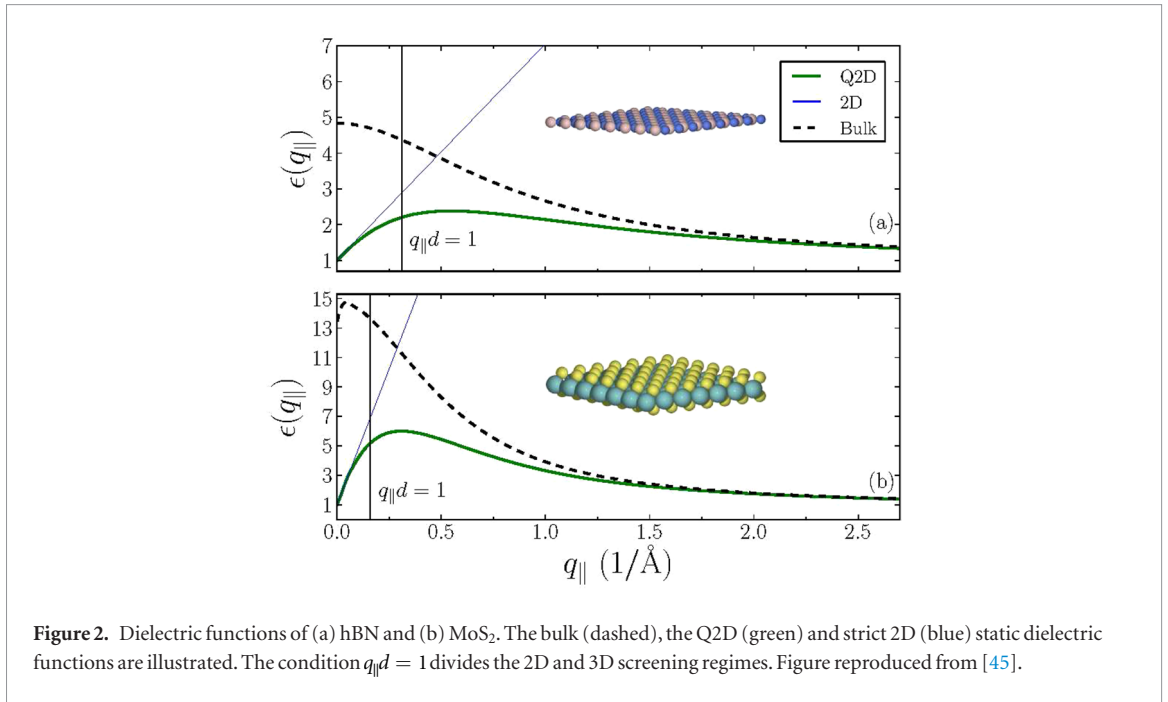 7
6
5
4
3
2
1
ϵ(q∥)
Q2D
2D
Bulk
q∥d = 1
(a)
15
13
11
9
7
5
3
1
ϵ(q∥)
q∥d = 1
(b)
0.0 0.5 1.0 1.5 2.0 2.5
q∥ (1/Å)
Figure 2. Dielectric functions of (a) hBN and (b) MoS₂. The bulk (dashed), the Q2D (green) and strict 2D (blue) static dielectric
functions are illustrated. The condition q∥d = 1 divides the 2D and 3D screening regimes. Figure reproduced from [45].